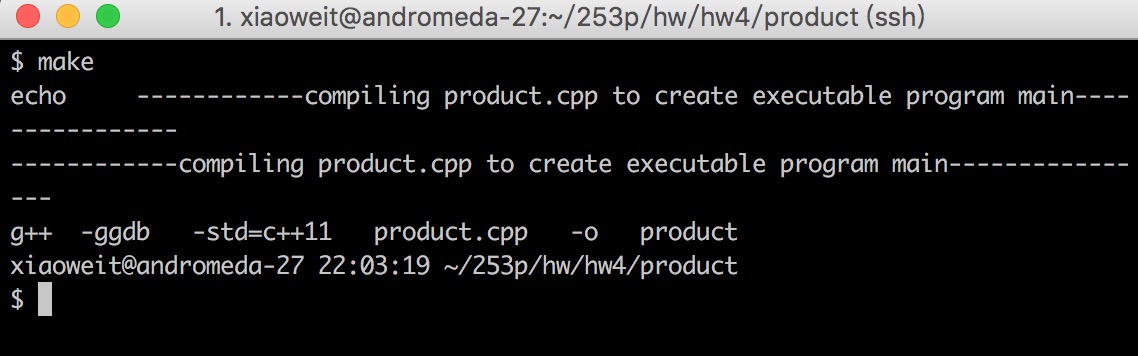 1. xiaoweit@andromeda-27:~/253p/hw/hw4/product (ssh)
$ make
echo     ------------compiling product.cpp to create executable program main----
------------
------------compiling product.cpp to create executable program main-------------
---
g++  -ggdb   -std=c++11   product.cpp   -o   product
xiaoweit@andromeda-27 22:03:19 ~/253p/hw/hw4/product
$